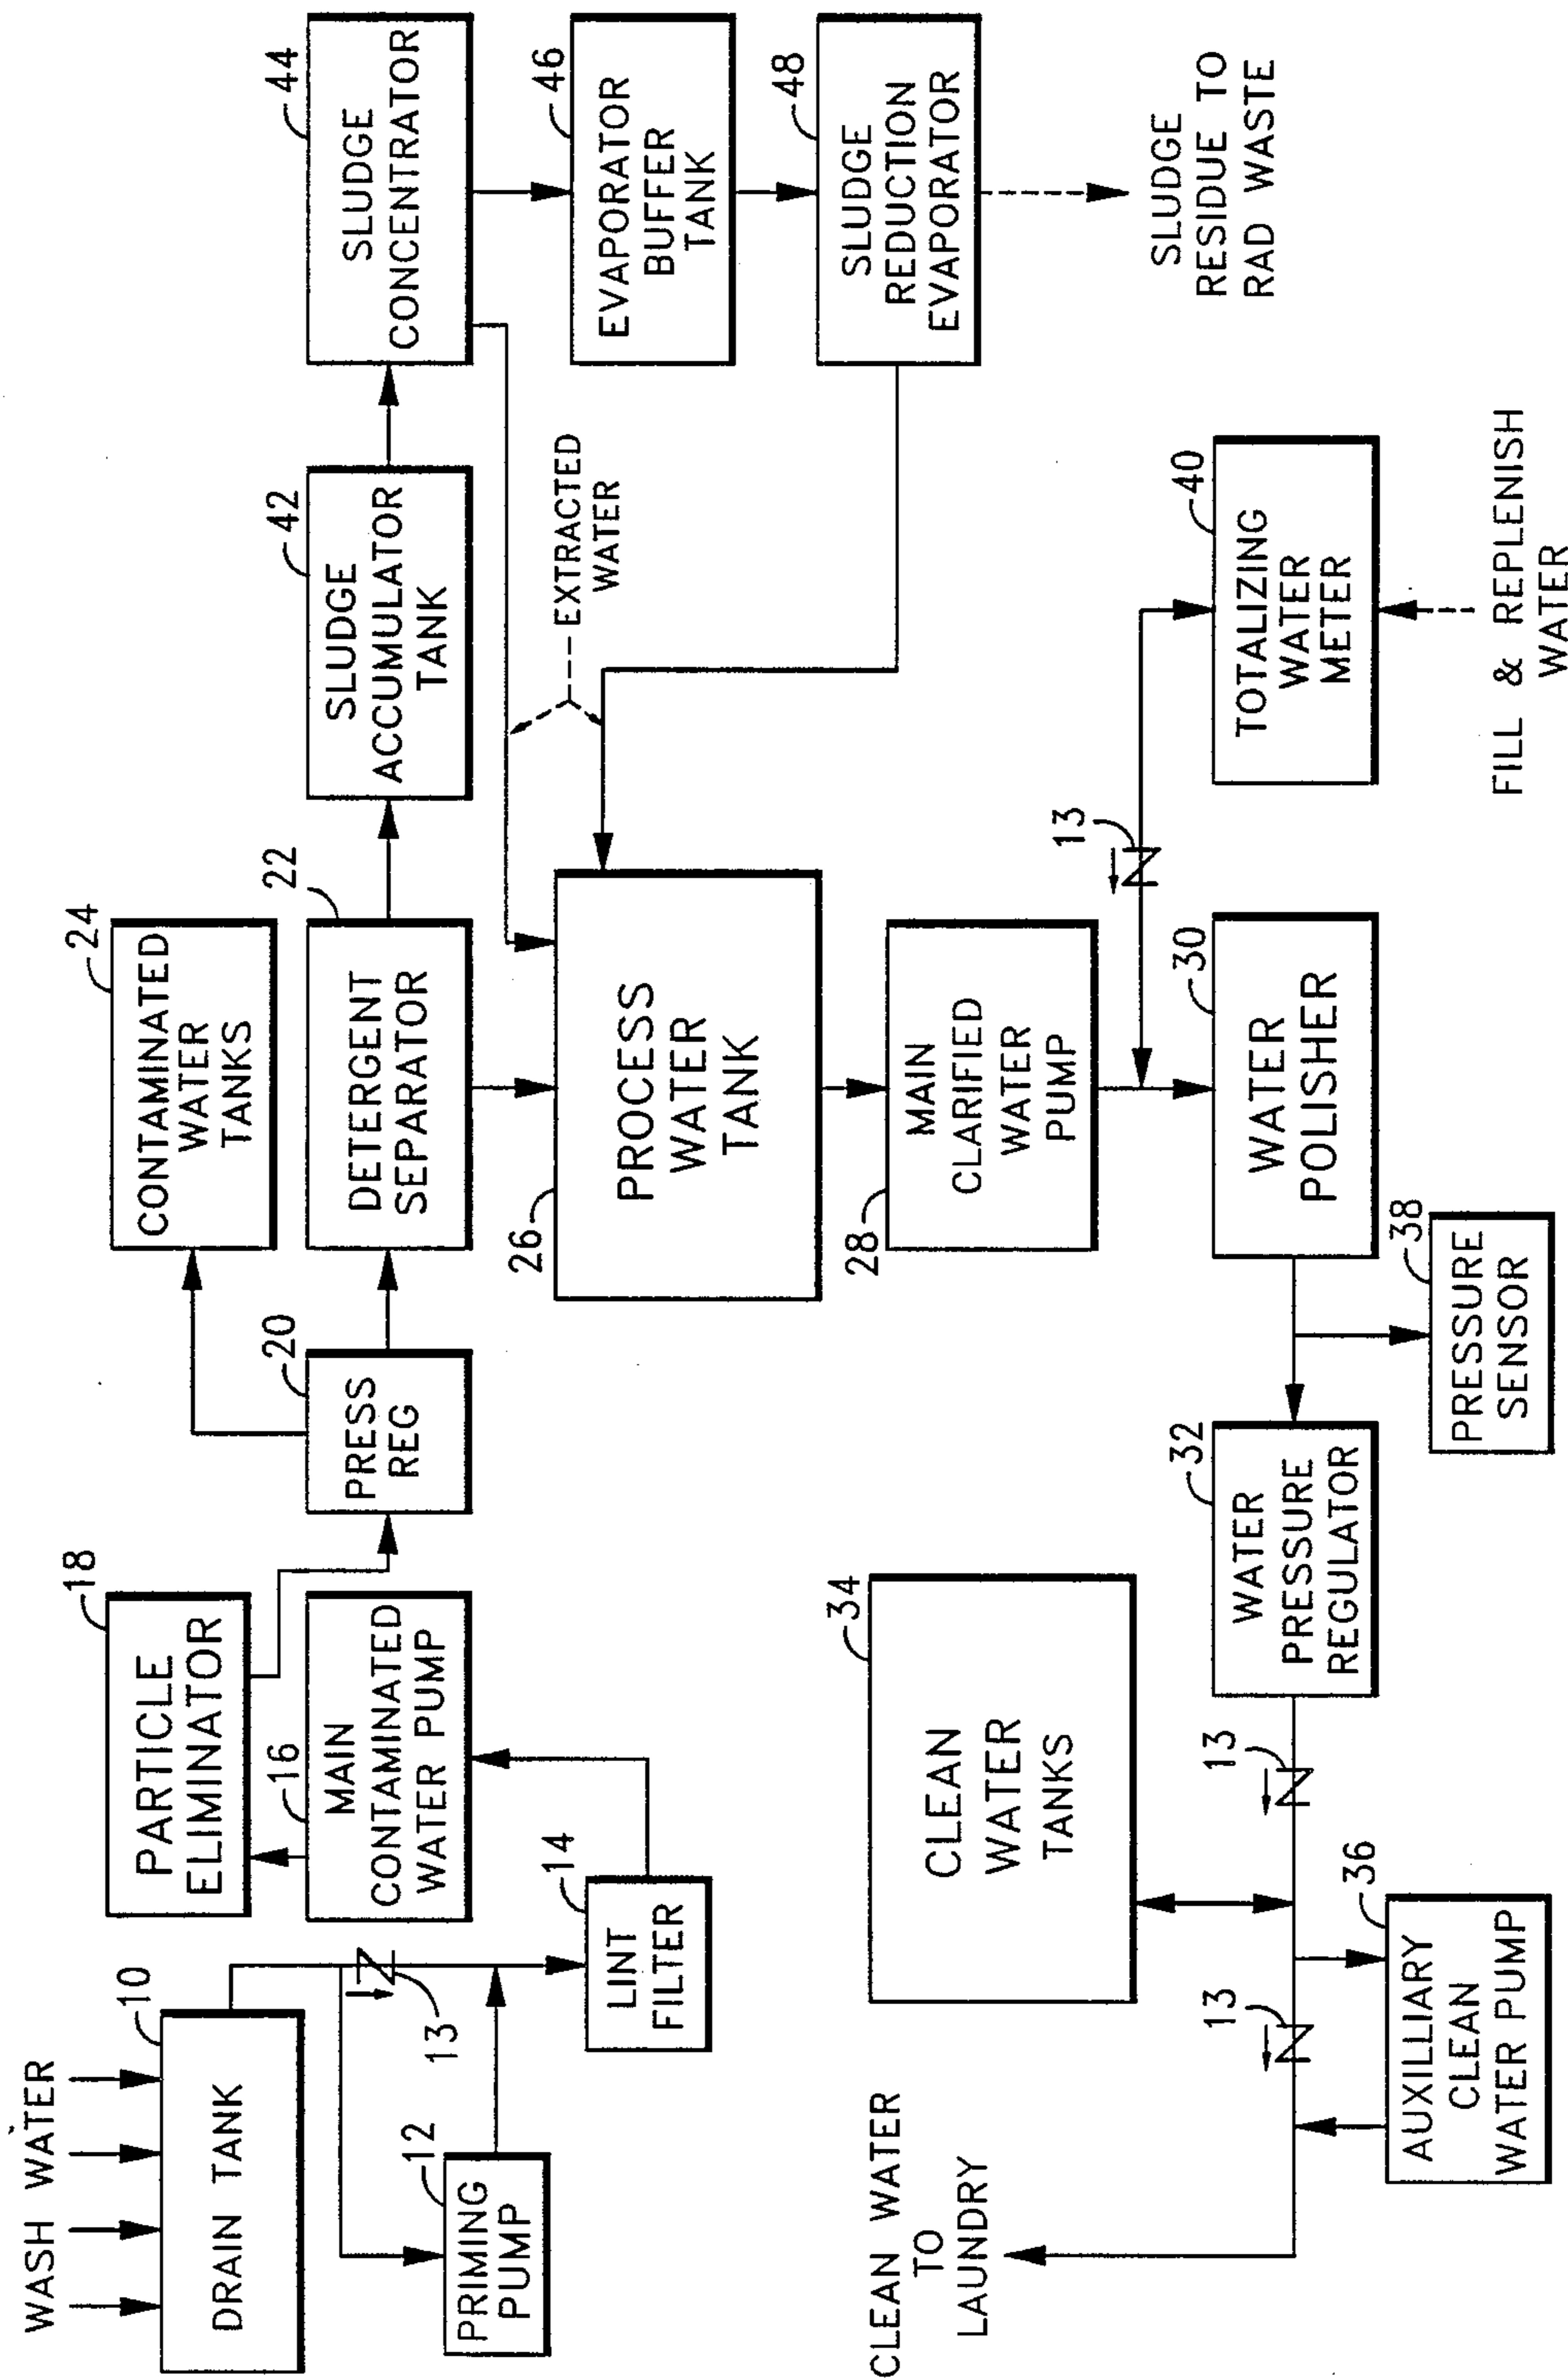 WASH WATER
10
DRAIN TANK
12
PRIMING
PUMP
13
14
LINT
FILTER
16
MAIN
CONTAMINATED
WATER PUMP
18
PARTICLE
ELIMINATOR
20
PRESS
REG
24
CONTAMINATED
WATER
TANKS
22
DETERGENT
SEPARATOR
42
SLUDGE
ACCUMULATOR
TANK
44
SLUDGE
CONCENTRATOR
46
EVAPORATOR
BUFFER
TANK
48
SLUDGE
REDUCTION
EVAPORATOR
SLUDGE
RESIDUE TO
RAD WASTE
EXTRACTED
WATER
26
PROCESS
WATER
TANK
28
MAIN
CLARIFIED
WATER
PUMP
13
40
TOTALIZING
WATER
METER
FILL & REPLENISH
WATER
30
WATER
POLISHER
38
PRESSURE
SENSOR
32
WATER
PRESSURE
REGULATOR
34
CLEAN
WATER
TANKS
13
13
36
AUXILLIARY
CLEAN
WATER PUMP
CLEAN WATER
TO
LAUNDRY